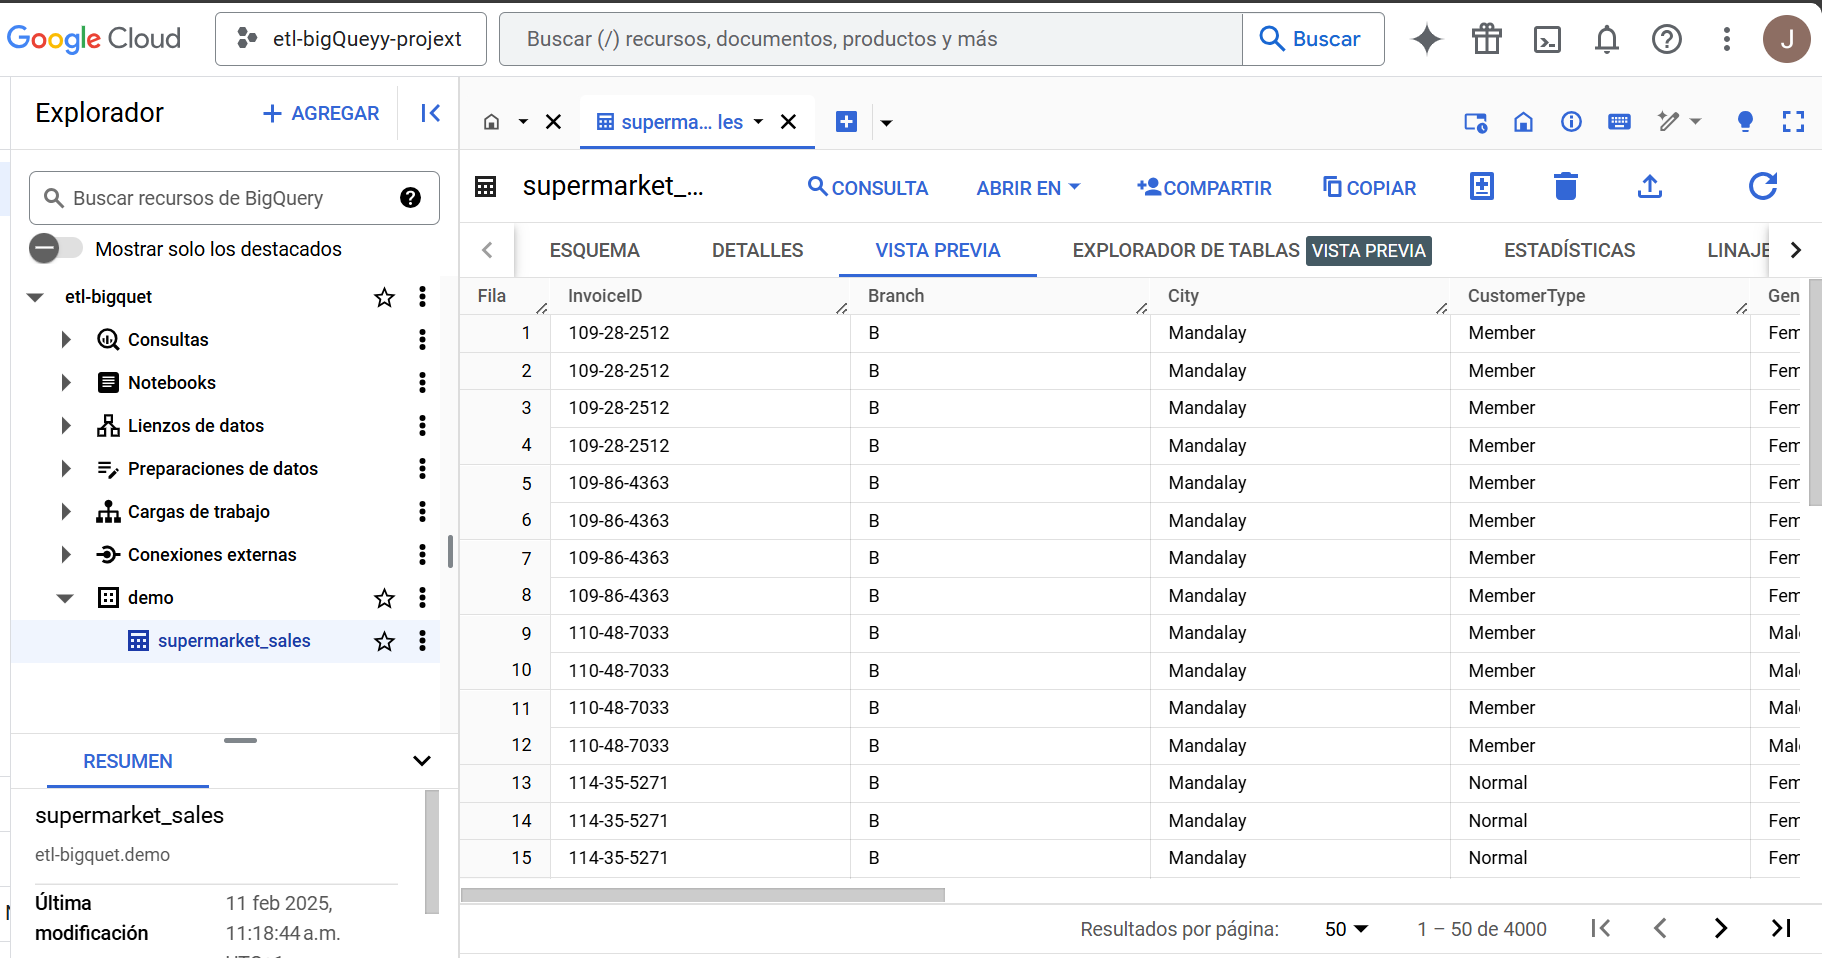 Google Cloud
etl-bigQueyy-projext
Buscar (/) recursos, documentos, productos y más
Buscar
J
Explorador
AGREGAR
superma... les
Buscar recursos de BigQuery
Mostrar solo los destacados
etl-bigquet
Consultas
Notebooks
Lienzos de datos
Preparaciones de datos
Cargas de trabajo
Conexiones externas
demo
supermarket_sales
RESUMEN
supermarket_sales
etl-bigquet.demo
Última modificación
11 feb 2025, 11:18:44 a.m.
supermarket_...
CONSULTA
ABRIR EN
COMPARTIR
COPIAR
ESQUEMA
DETALLES
VISTA PREVIA
EXPLORADOR DE TABLAS VISTA PREVIA
ESTADÍSTICAS
LINAJE
Fila InvoiceID Branch City CustomerType Gen
1 109-28-2512 B Mandalay Member Fem
2 109-28-2512 B Mandalay Member Fem
3 109-28-2512 B Mandalay Member Fem
4 109-28-2512 B Mandalay Member Fem
5 109-86-4363 B Mandalay Member Fem
6 109-86-4363 B Mandalay Member Fem
7 109-86-4363 B Mandalay Member Fem
8 109-86-4363 B Mandalay Member Fem
9 110-48-7033 B Mandalay Member Male
10 110-48-7033 B Mandalay Member Male
11 110-48-7033 B Mandalay Member Male
12 110-48-7033 B Mandalay Member Male
13 114-35-5271 B Mandalay Normal Fem
14 114-35-5271 B Mandalay Normal Fem
15 114-35-5271 B Mandalay Normal Fem
Resultados por página: 50 1 – 50 de 4000